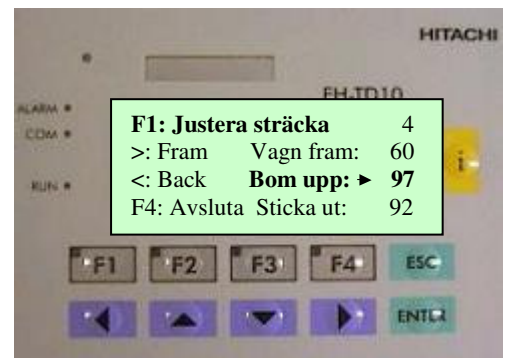 HITACHI
EH-TD10
ALARM
COM
RUN
F1: Justera sträcka 4
>: Fram Vagn fram: 60
<: Back Bom upp: ► 97
F4: Avsluta Sticka ut: 92
i
F1 F2 F3 F4 ESC
ENTER